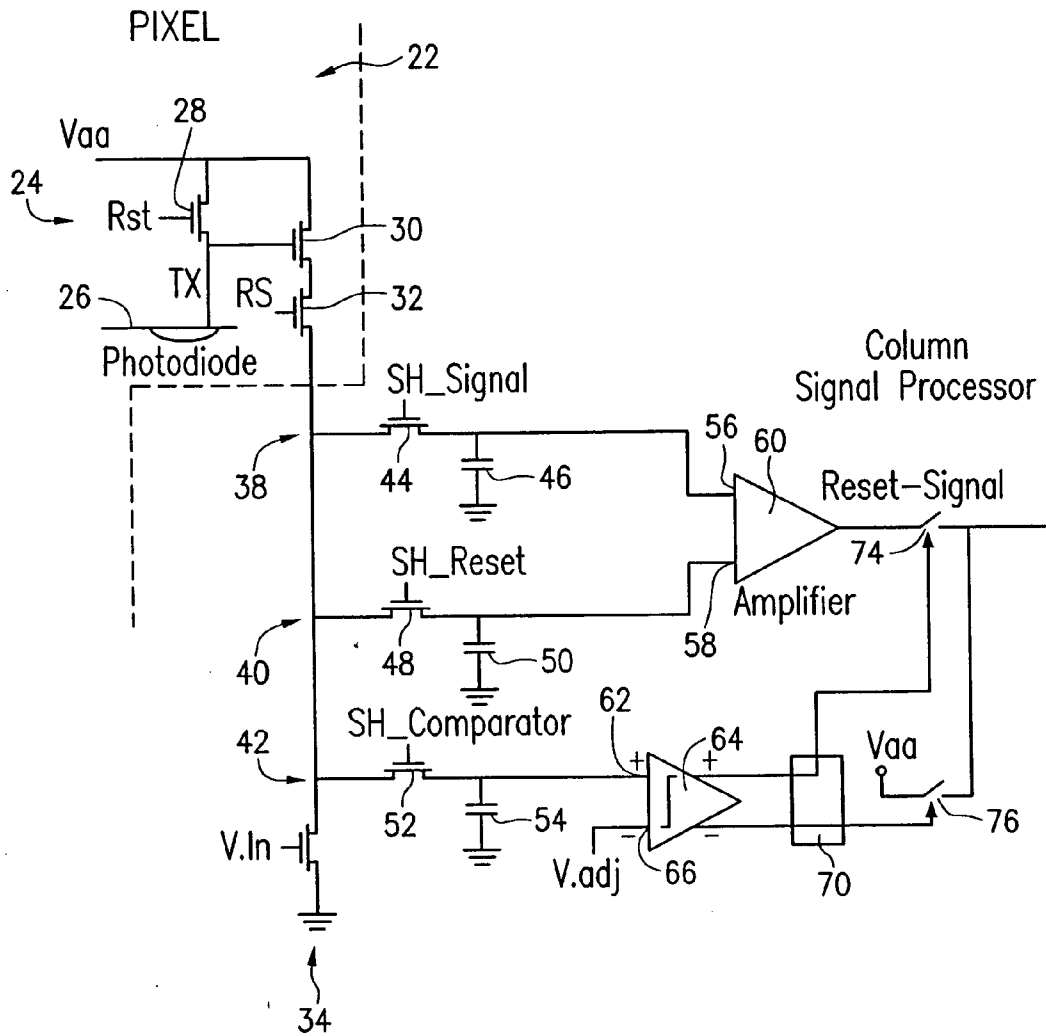 PIXEL
22
28
Vaa
24
Rst
30
TX
RS
32
26
Photodiode
Column
Signal Processor
SH_Signal
56
60
Reset-Signal
38
44
46
74
SH_Reset
Amplifier
58
40
48
50
SH_Comparator
62
64
Vaa
42
+
+
52
54
76
V.In
−
−
V.adj
66
70
34